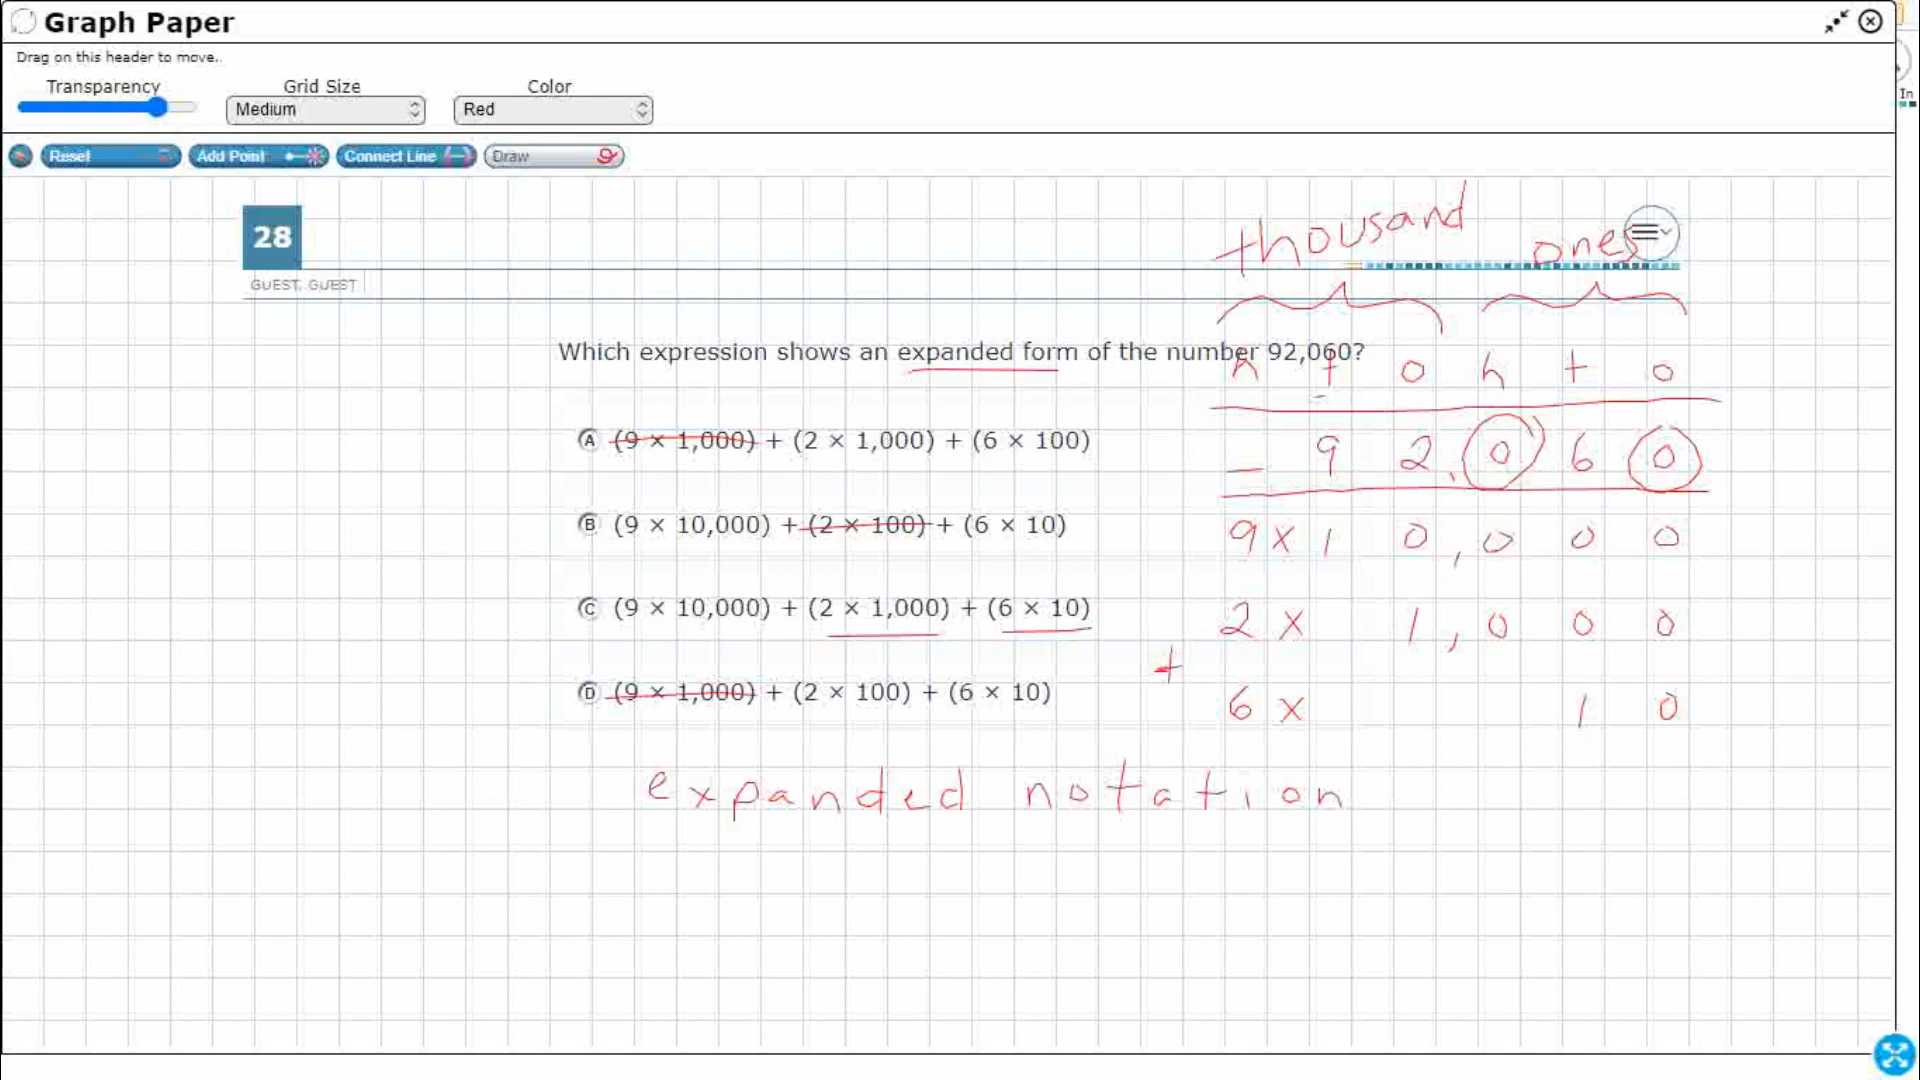 Graph Paper
Drag on this header to move..
Transparency Grid Size Color
Medium Red
In
Reset Add Point Connect Line Draw
thousand ones
28
GUEST, GUEST
Which expression shows an expanded form of the number 92,060?
h t o h t o
Ⓐ (9 × 1,000) + (2 × 1,000) + (6 × 100)
_ 9 2,0 6 0
Ⓑ (9 × 10,000) + (2 × 100) + (6 × 10)
9 x 1 0,0 0 0
Ⓒ (9 × 10,000) + (2 × 1,000) + (6 × 10)
2 x 1,0 0 0
+
Ⓓ (9 × 1,000) + (2 × 100) + (6 × 10)
6 x 1 0
expanded notation